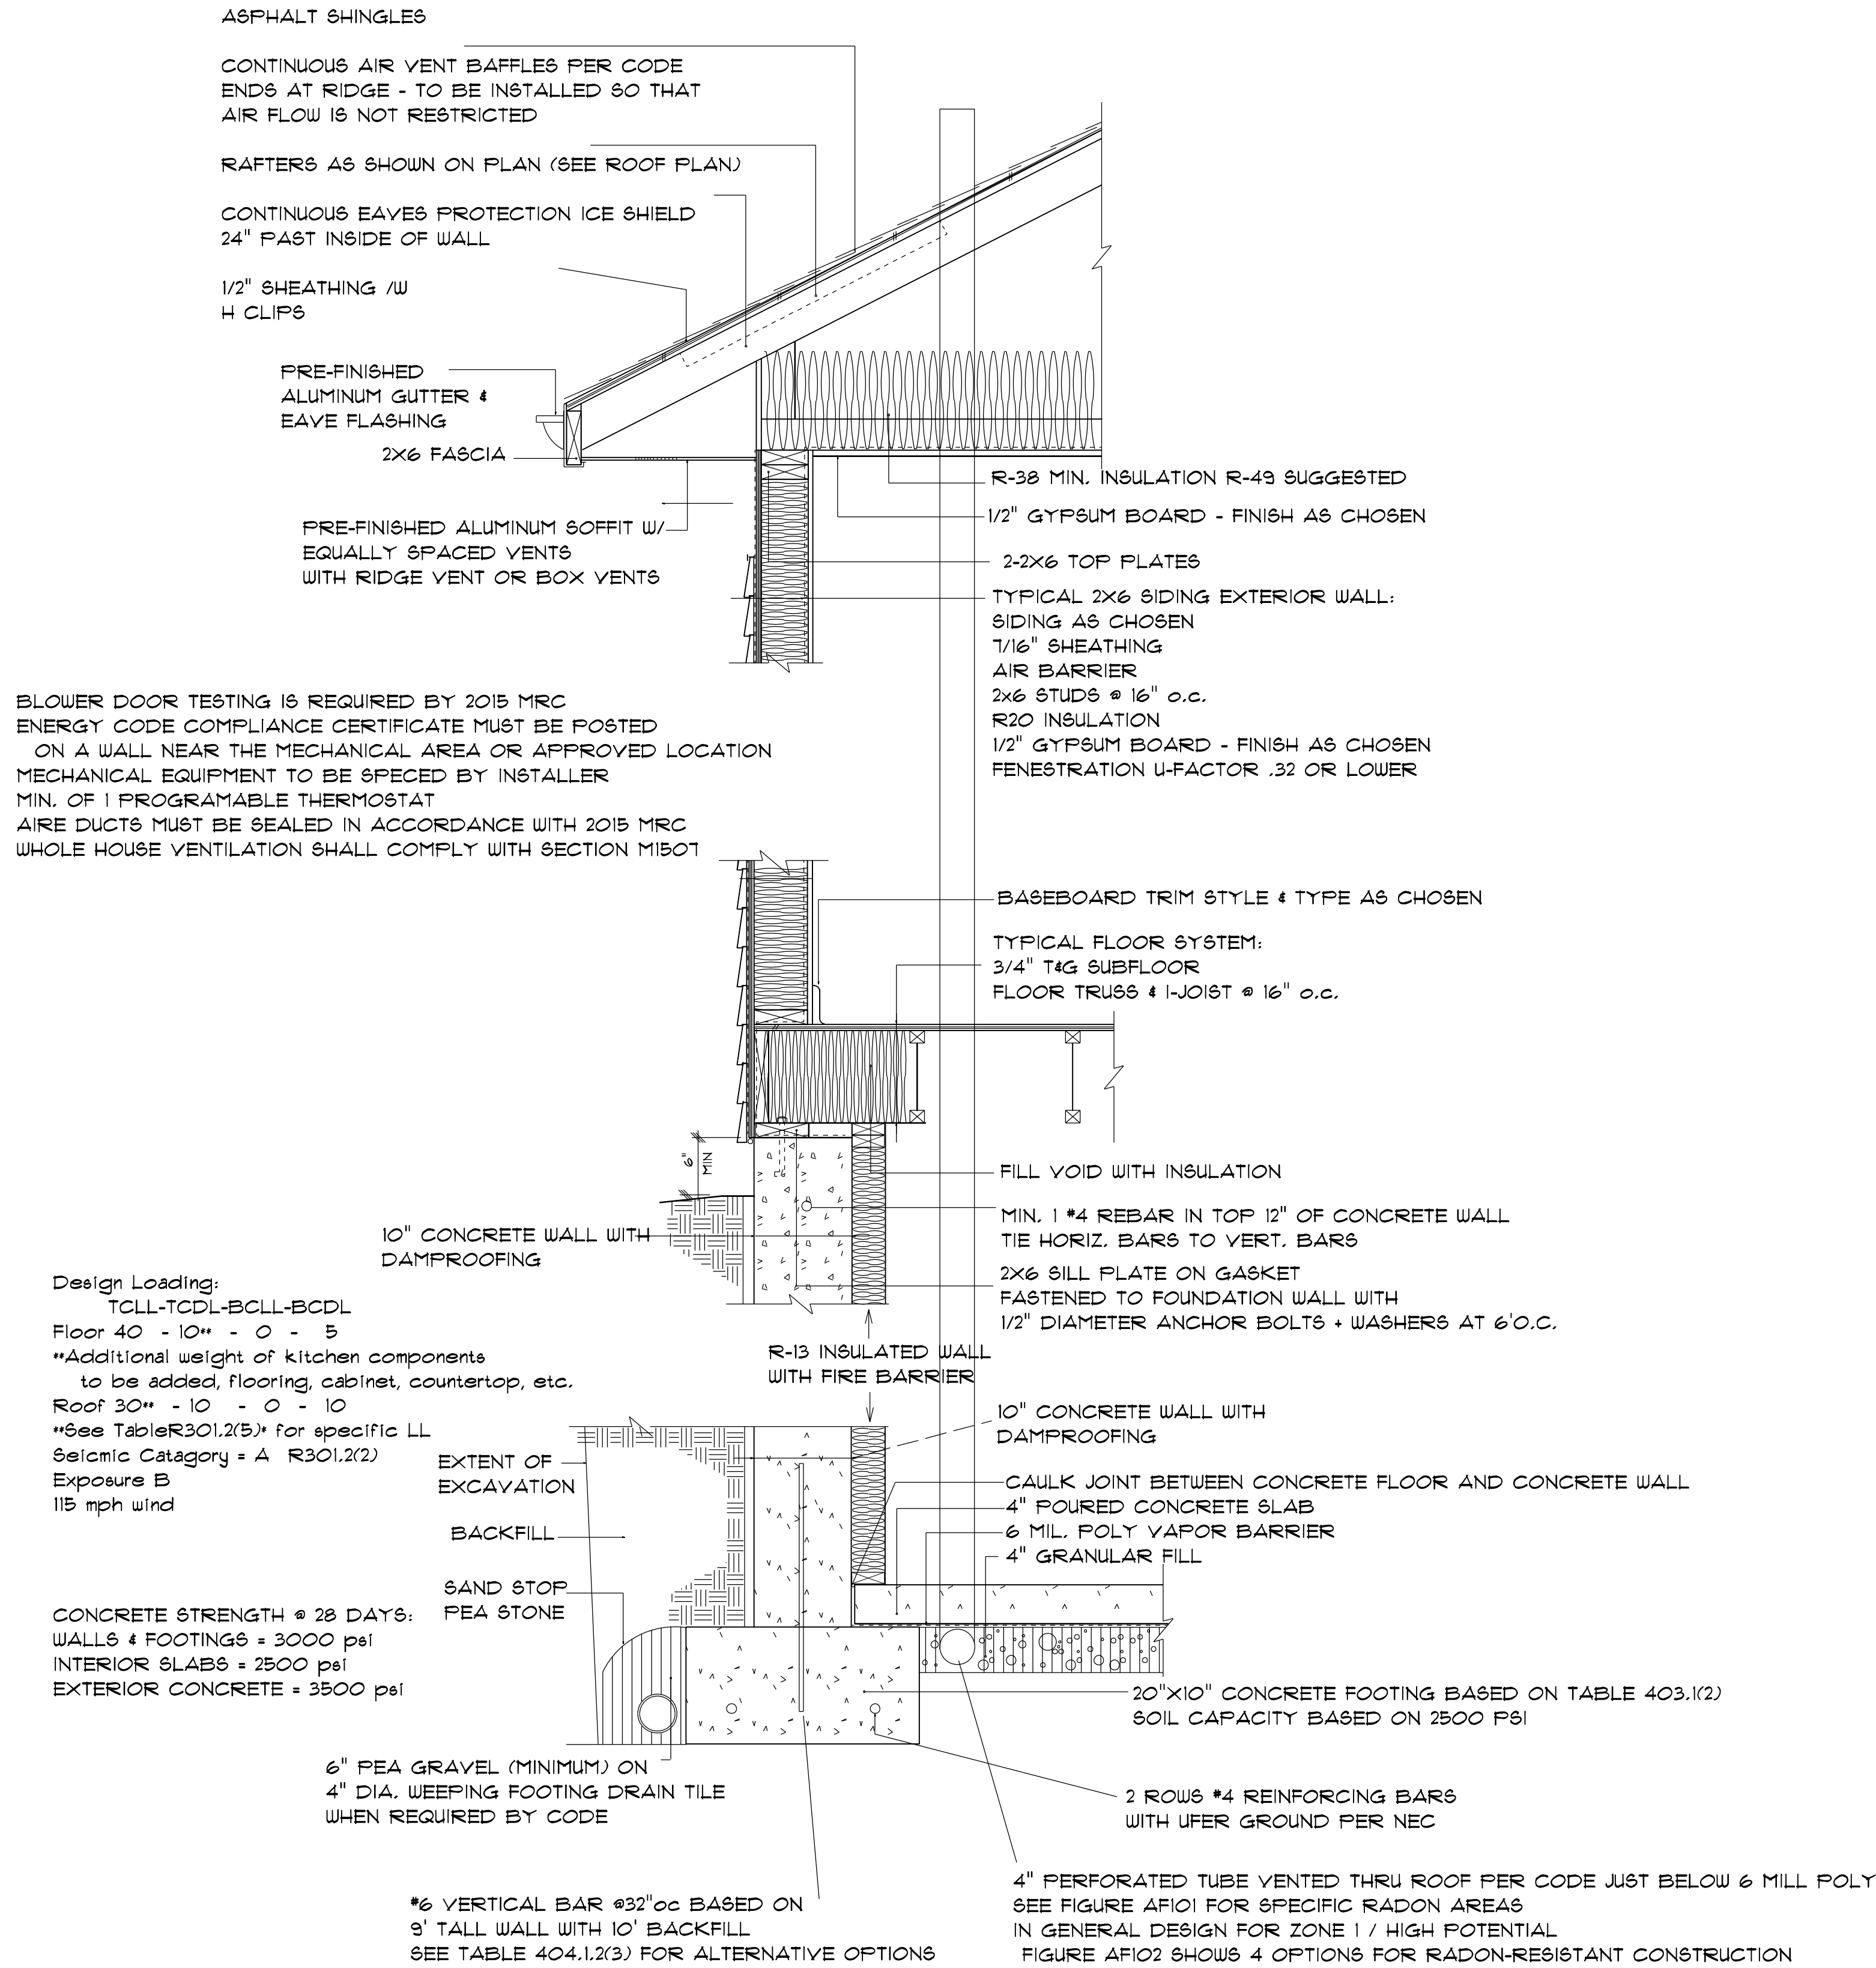 ASPHALT SHINGLES
CONTINUOUS AIR VENT BAFFLES PER CODE
ENDS AT RIDGE - TO BE INSTALLED SO THAT
AIR FLOW IS NOT RESTRICTED
RAFTERS AS SHOWN ON PLAN (SEE ROOF PLAN)
CONTINUOUS EAVES PROTECTION ICE SHIELD
24" PAST INSIDE OF WALL
1/2" SHEATHING /W
H CLIPS
PRE-FINISHED
ALUMINUM GUTTER &
EAVE FLASHING
2X6 FASCIA
PRE-FINISHED ALUMINUM SOFFIT W/
EQUALLY SPACED VENTS
WITH RIDGE VENT OR BOX VENTS
R-38 MIN. INSULATION R-49 SUGGESTED
1/2" GYPSUM BOARD - FINISH AS CHOSEN
2-2X6 TOP PLATES
TYPICAL 2X6 SIDING EXTERIOR WALL:
SIDING AS CHOSEN
7/16" SHEATHING
AIR BARRIER
2x6 STUDS @ 16" o.c.
R20 INSULATION
1/2" GYPSUM BOARD - FINISH AS CHOSEN
FENESTRATION U-FACTOR .32 OR LOWER
BLOWER DOOR TESTING IS REQUIRED BY 2015 MRC
ENERGY CODE COMPLIANCE CERTIFICATE MUST BE POSTED
ON A WALL NEAR THE MECHANICAL AREA OR APPROVED LOCATION
MECHANICAL EQUIPMENT TO BE SPECED BY INSTALLER
MIN. OF 1 PROGRAMABLE THERMOSTAT
AIRE DUCTS MUST BE SEALED IN ACCORDANCE WITH 2015 MRC
WHOLE HOUSE VENTILATION SHALL COMPLY WITH SECTION M1507
BASEBOARD TRIM STYLE & TYPE AS CHOSEN
TYPICAL FLOOR SYSTEM:
3/4" T&G SUBFLOOR
FLOOR TRUSS & I-JOIST @ 16" o.c.
6"
MIN
FILL VOID WITH INSULATION
MIN. 1 #4 REBAR IN TOP 12" OF CONCRETE WALL
TIE HORIZ. BARS TO VERT. BARS
10" CONCRETE WALL WITH
DAMPROOFING
2X6 SILL PLATE ON GASKET
FASTENED TO FOUNDATION WALL WITH
1/2" DIAMETER ANCHOR BOLTS + WASHERS AT 6'O.C.
Design Loading:
TCLL-TCDL-BCLL-BCDL
Floor 40 - 10** - 0 - 5
**Additional weight of kitchen components
to be added, flooring, cabinet, countertop, etc.
Roof 30** - 10 - 0 - 10
**See TableR301.2(5)* for specific LL
Seicmic Catagory = A R301.2(2)
Exposure B
115 mph wind
R-13 INSULATED WALL
WITH FIRE BARRIER
10" CONCRETE WALL WITH
DAMPROOFING
EXTENT OF
EXCAVATION
BACKFILL
SAND STOP
PEA STONE
CAULK JOINT BETWEEN CONCRETE FLOOR AND CONCRETE WALL
4" POURED CONCRETE SLAB
6 MIL. POLY VAPOR BARRIER
4" GRANULAR FILL
CONCRETE STRENGTH @ 28 DAYS:
WALLS & FOOTINGS = 3000 psi
INTERIOR SLABS = 2500 psi
EXTERIOR CONCRETE = 3500 psi
20"X10" CONCRETE FOOTING BASED ON TABLE 403.1(2)
SOIL CAPACITY BASED ON 2500 PSI
6" PEA GRAVEL (MINIMUM) ON
4" DIA. WEEPING FOOTING DRAIN TILE
WHEN REQUIRED BY CODE
2 ROWS #4 REINFORCING BARS
WITH UFER GROUND PER NEC
#6 VERTICAL BAR @32"oc BASED ON
9' TALL WALL WITH 10' BACKFILL
SEE TABLE 404.1.2(3) FOR ALTERNATIVE OPTIONS
4" PERFORATED TUBE VENTED THRU ROOF PER CODE JUST BELOW 6 MILL POLY
SEE FIGURE AF101 FOR SPECIFIC RADON AREAS
IN GENERAL DESIGN FOR ZONE 1 / HIGH POTENTIAL
FIGURE AF102 SHOWS 4 OPTIONS FOR RADON-RESISTANT CONSTRUCTION